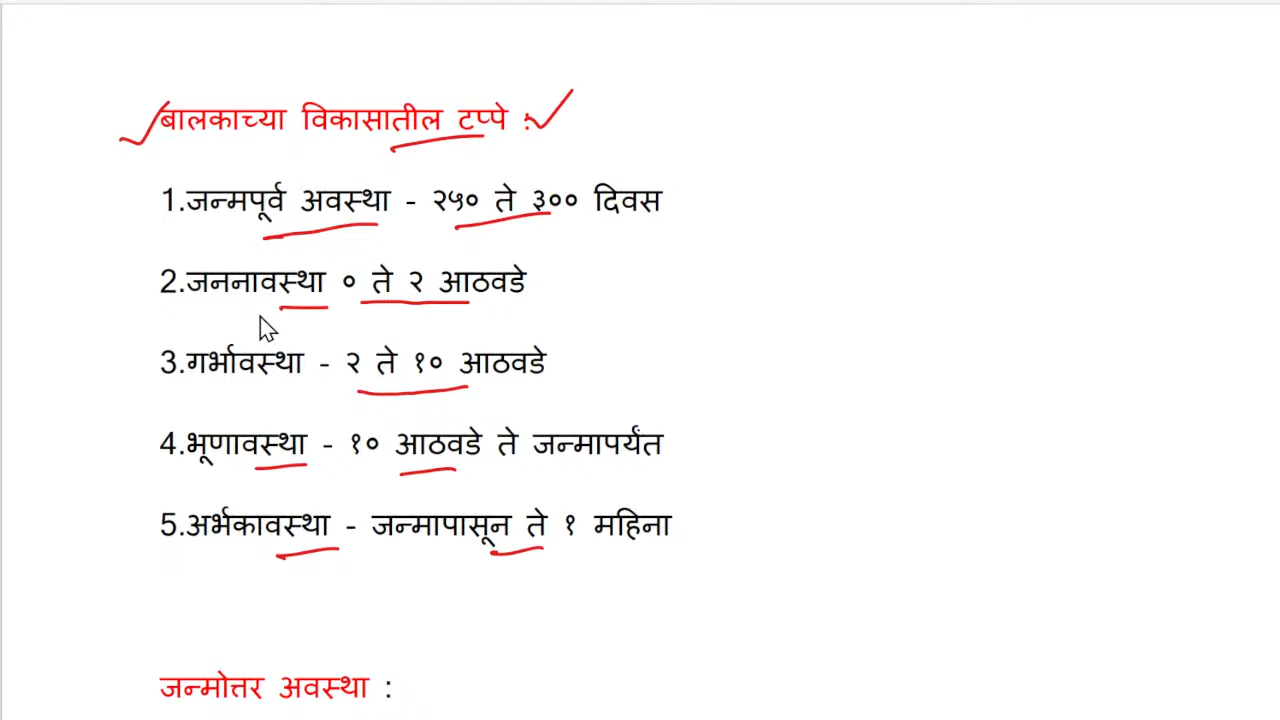 बालकाच्या विकासातील टप्पे :
1.जन्मपूर्व अवस्था - २५० ते ३०० दिवस
2.जननावस्था ० ते २ आठवडे
3.गर्भावस्था - २ ते १० आठवडे
4.भूणावस्था - १० आठवडे ते जन्मापर्यंत
5.अर्भकावस्था - जन्मापासून ते १ महिना
जन्मोत्तर अवस्था :